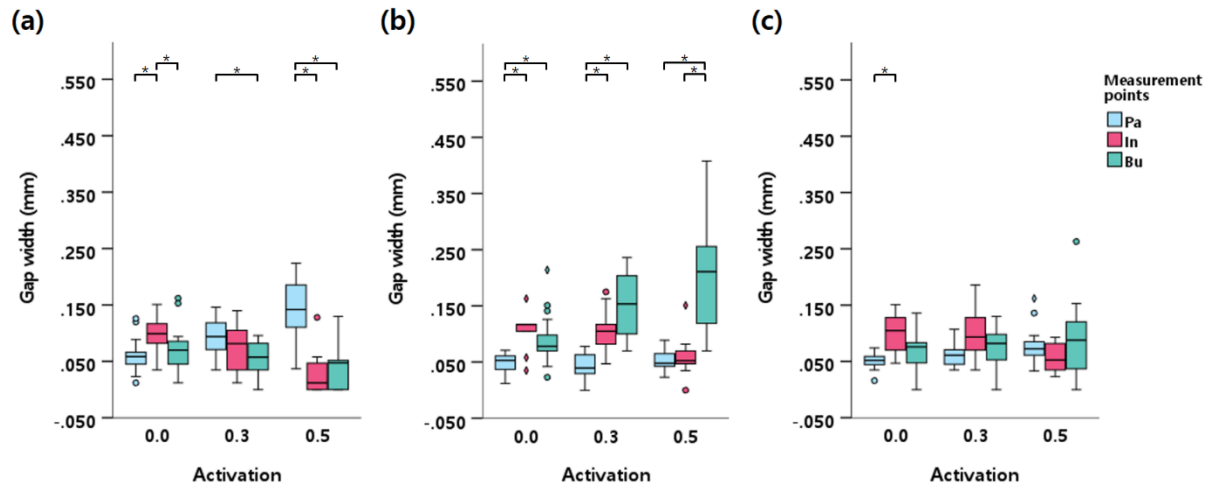 (a)
(b)
(c)
* *
*
*
*
*
*
*
*
*
*
*
.550
.450
.350
.250
.150
.050
-.050
Gap width (mm)
0.0 0.3 0.5
Activation
.550
.450
.350
.250
.150
.050
-.050
Gap width (mm)
0.0 0.3 0.5
Activation
.550
.450
.350
.250
.150
.050
-.050
Gap width (mm)
0.0 0.3 0.5
Activation
Measurement
points
Pa
In
Bu